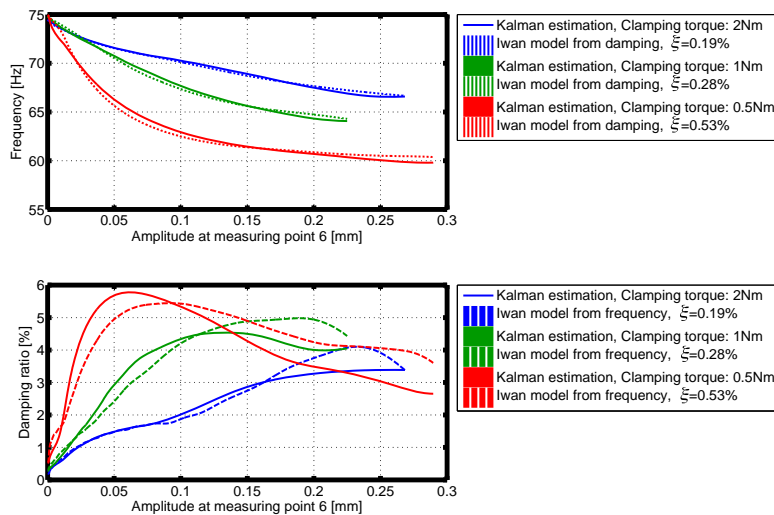 75
70
65
60
55
Frequency [Hz]
0 0.05 0.1 0.15 0.2 0.25 0.3
Amplitude at measuring point 6 [mm]
Kalman estimation, Clamping torque: 2Nm
Iwan model from damping, ξ=0.19%
Kalman estimation, Clamping torque: 1Nm
Iwan model from damping, ξ=0.28%
Kalman estimation, Clamping torque: 0.5Nm
Iwan model from damping, ξ=0.53%
6
5
4
3
2
1
0
Damping ratio [%]
0 0.05 0.1 0.15 0.2 0.25 0.3
Amplitude at measuring point 6 [mm]
Kalman estimation, Clamping torque: 2Nm
Iwan model from frequency, ξ=0.19%
Kalman estimation, Clamping torque: 1Nm
Iwan model from frequency, ξ=0.28%
Kalman estimation, Clamping torque: 0.5Nm
Iwan model from frequency, ξ=0.53%